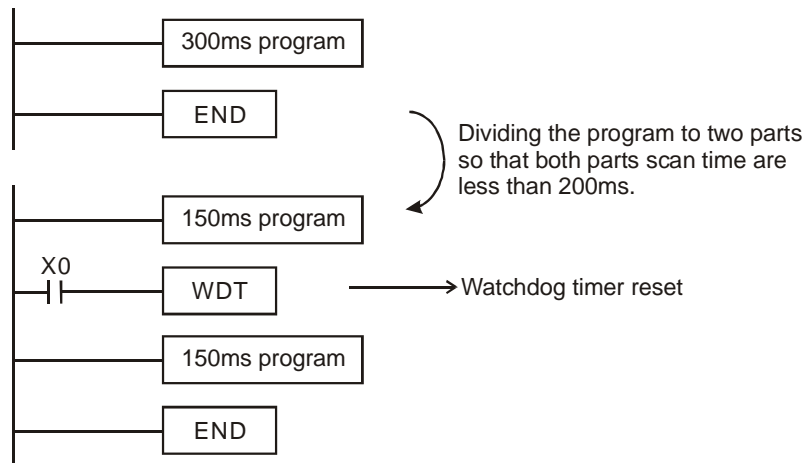 300ms program
END
Dividing the program to two parts
so that both parts scan time are
less than 200ms.
150ms program
X0
WDT
Watchdog timer reset
150ms program
END